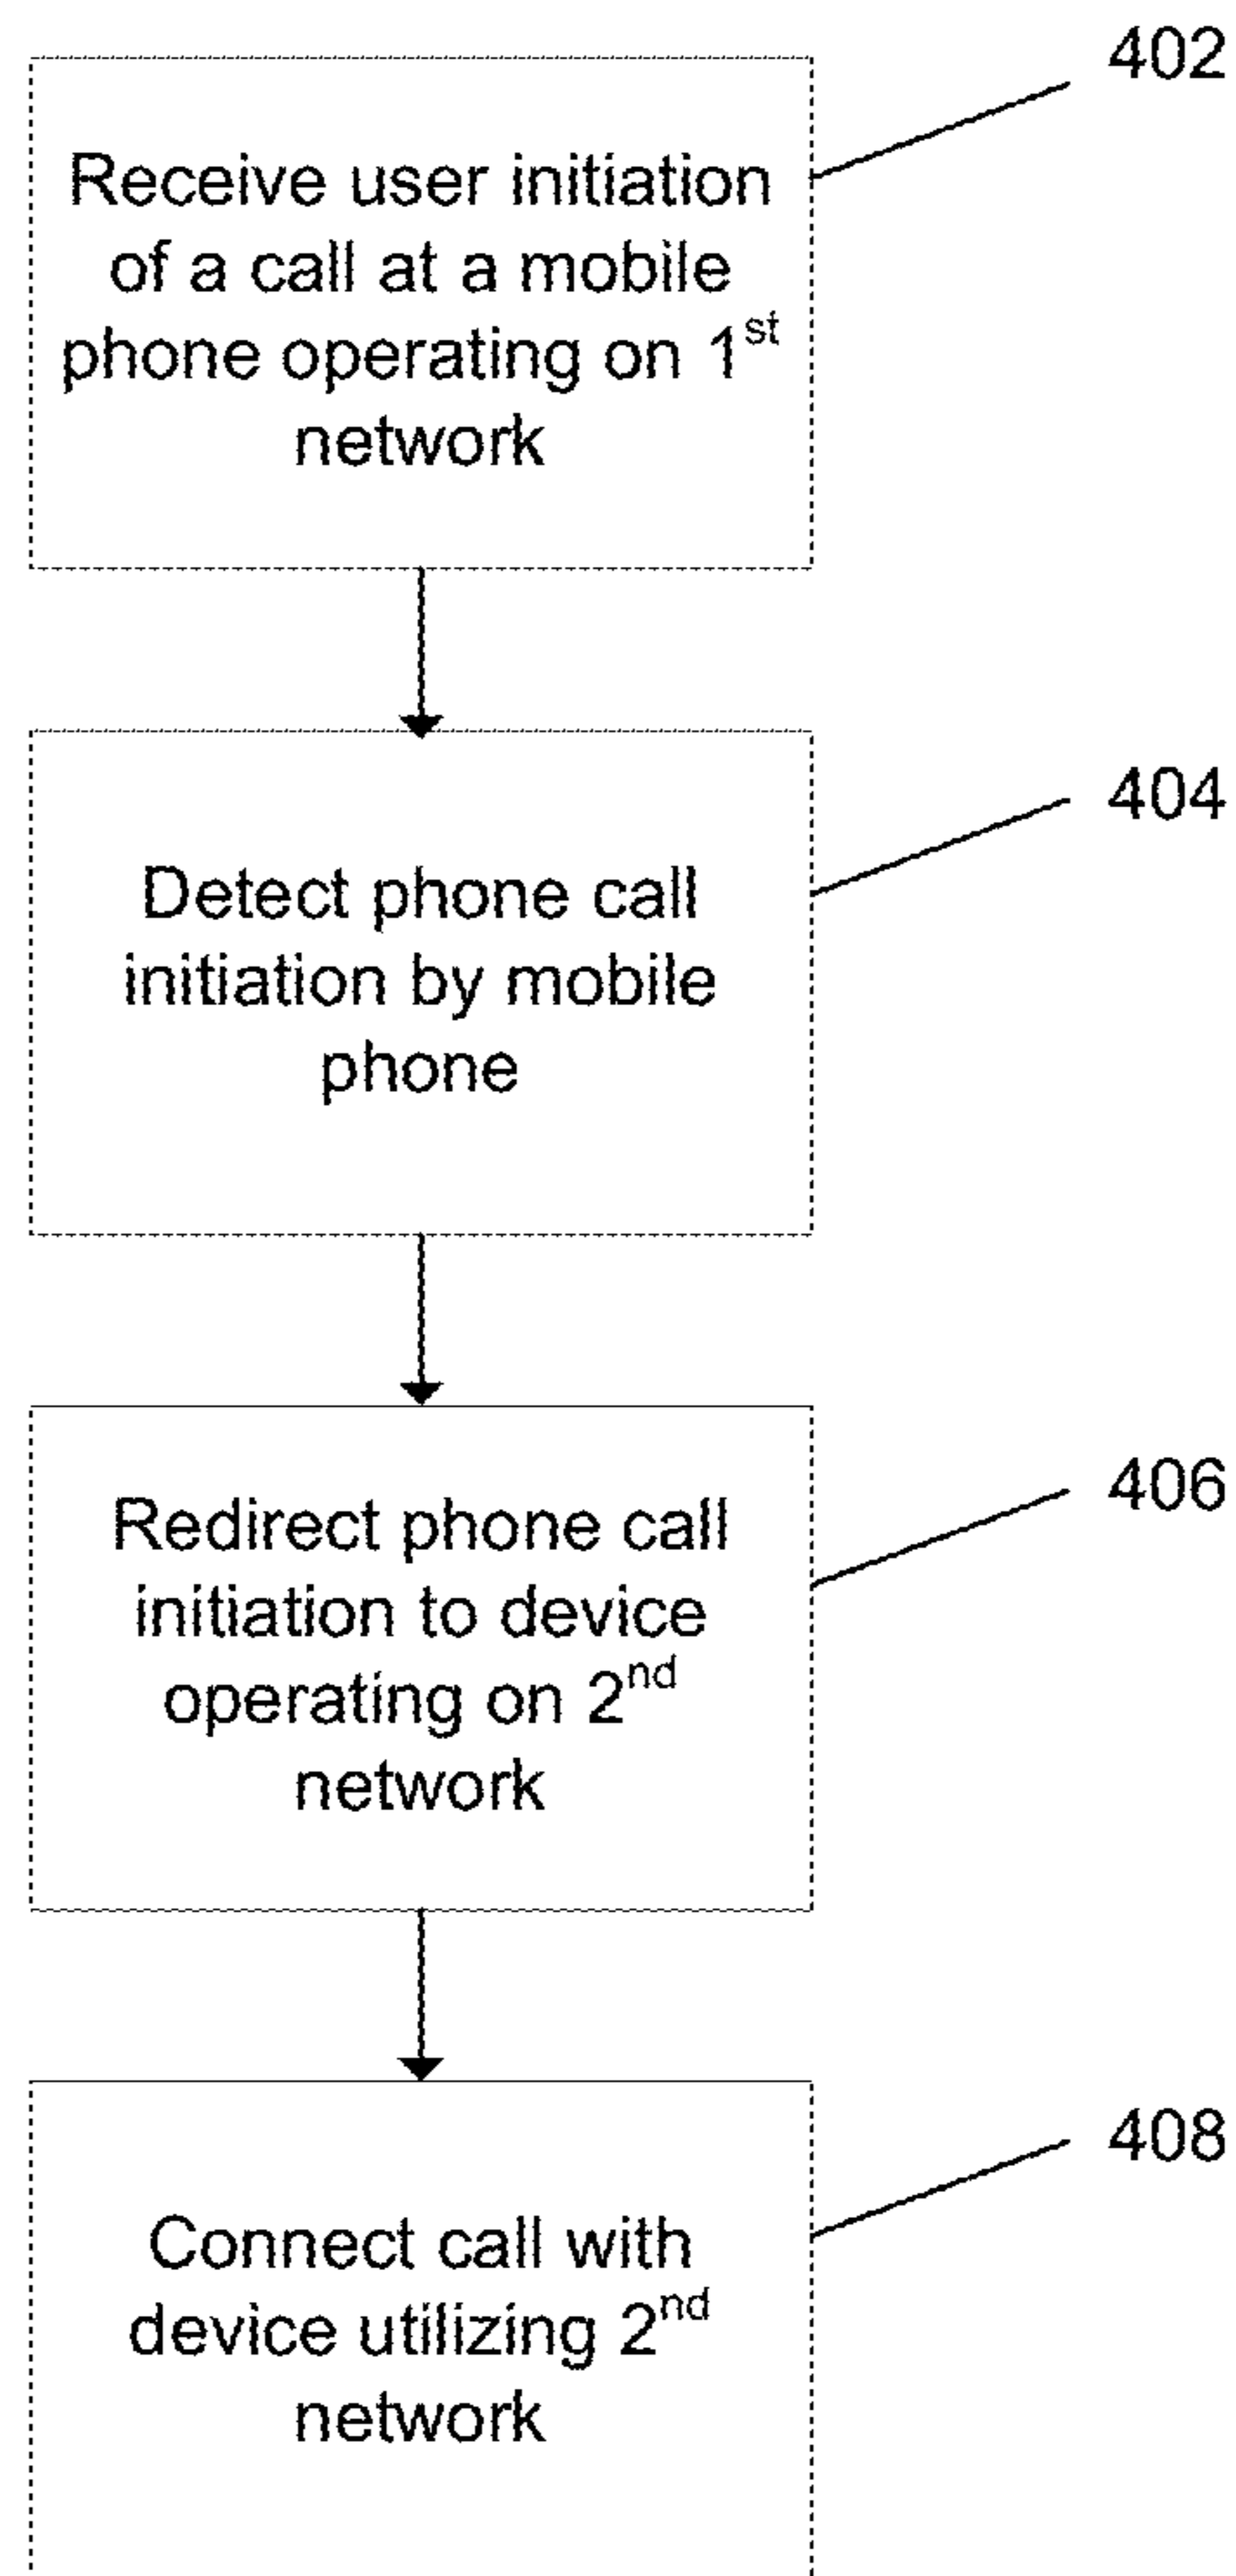 402
Receive user initiation
of a call at a mobile
phone operating on 1st
network
404
Detect phone call
initiation by mobile
phone
406
Redirect phone call
initiation to device
operating on 2nd
network
408
Connect call with
device utilizing 2nd
network